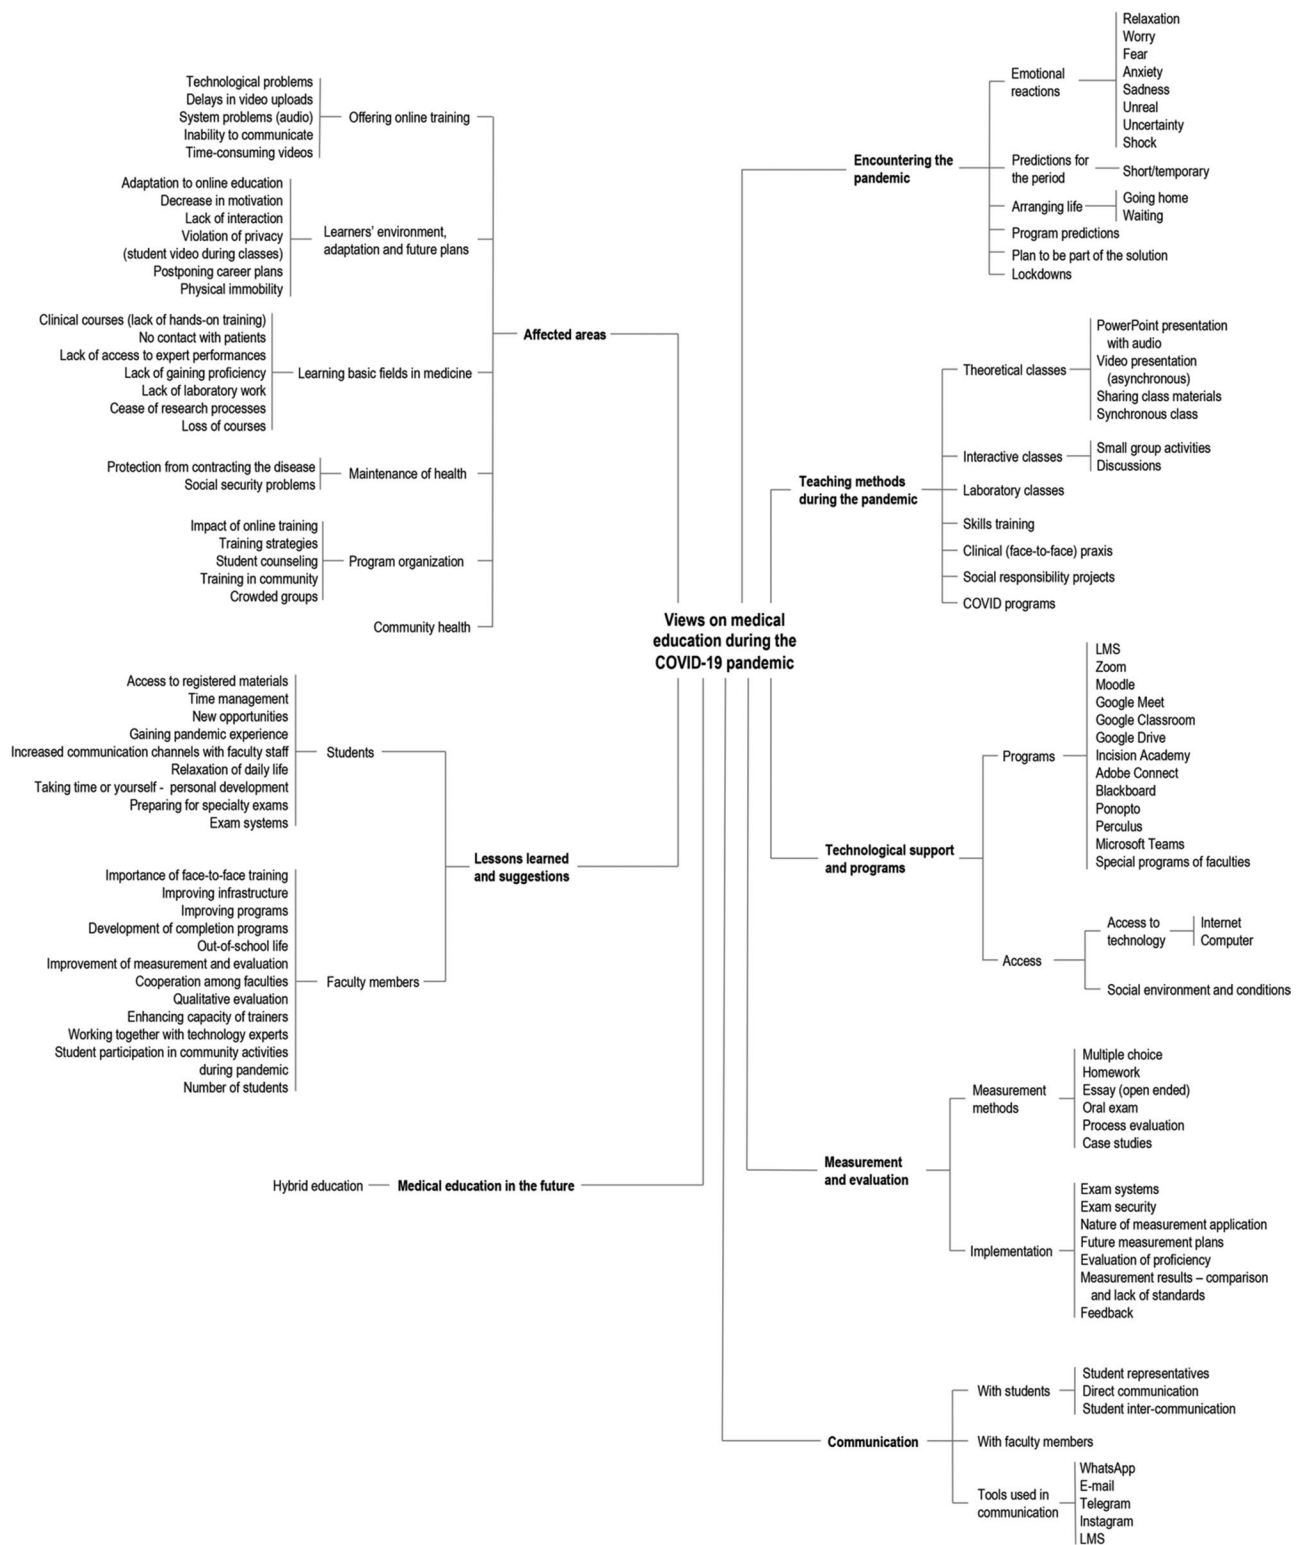 Views on medical
education during the
COVID-19 pandemic
Affected areas
Offering online training
Technological problems
Delays in video uploads
System problems (audio)
Inability to communicate
Time-consuming videos
Learners' environment,
adaptation and future plans
Adaptation to online education
Decrease in motivation
Lack of interaction
Violation of privacy
(student video during classes)
Postponing career plans
Physical immobility
Learning basic fields in medicine
Clinical courses (lack of hands-on training)
No contact with patients
Lack of access to expert performances
Lack of gaining proficiency
Lack of laboratory work
Cease of research processes
Loss of courses
Maintenance of health
Protection from contracting the disease
Social security problems
Program organization
Impact of online training
Training strategies
Student counseling
Training in community
Crowded groups
Community health
Lessons learned
and suggestions
Students
Access to registered materials
Time management
New opportunities
Gaining pandemic experience
Increased communication channels with faculty staff
Relaxation of daily life
Taking time or yourself - personal development
Preparing for specialty exams
Exam systems
Faculty members
Importance of face-to-face training
Improving infrastructure
Improving programs
Development of completion programs
Out-of-school life
Improvement of measurement and evaluation
Cooperation among faculties
Qualitative evaluation
Enhancing capacity of trainers
Working together with technology experts
Student participation in community activities
during pandemic
Number of students
Medical education in the future
Hybrid education
Encountering the
pandemic
Emotional
reactions
Relaxation
Worry
Fear
Anxiety
Sadness
Unreal
Uncertainty
Shock
Predictions for
the period
Short/temporary
Arranging life
Going home
Waiting
Program predictions
Plan to be part of the solution
Lockdowns
Teaching methods
during the pandemic
Theoretical classes
PowerPoint presentation
with audio
Video presentation
(asynchronous)
Sharing class materials
Synchronous class
Interactive classes
Small group activities
Discussions
Laboratory classes
Skills training
Clinical (face-to-face) praxis
Social responsibility projects
COVID programs
Technological support
and programs
Programs
LMS
Zoom
Moodle
Google Meet
Google Classroom
Google Drive
Incision Academy
Adobe Connect
Blackboard
Ponopto
Perculus
Microsoft Teams
Special programs of faculties
Access
Access to
technology
Internet
Computer
Social environment and conditions
Measurement
and evaluation
Measurement
methods
Multiple choice
Homework
Essay (open ended)
Oral exam
Process evaluation
Case studies
Implementation
Exam systems
Exam security
Nature of measurement application
Future measurement plans
Evaluation of proficiency
Measurement results – comparison
and lack of standards
Feedback
Communication
With students
Student representatives
Direct communication
Student inter-communication
With faculty members
Tools used in
communication
WhatsApp
E-mail
Telegram
Instagram
LMS